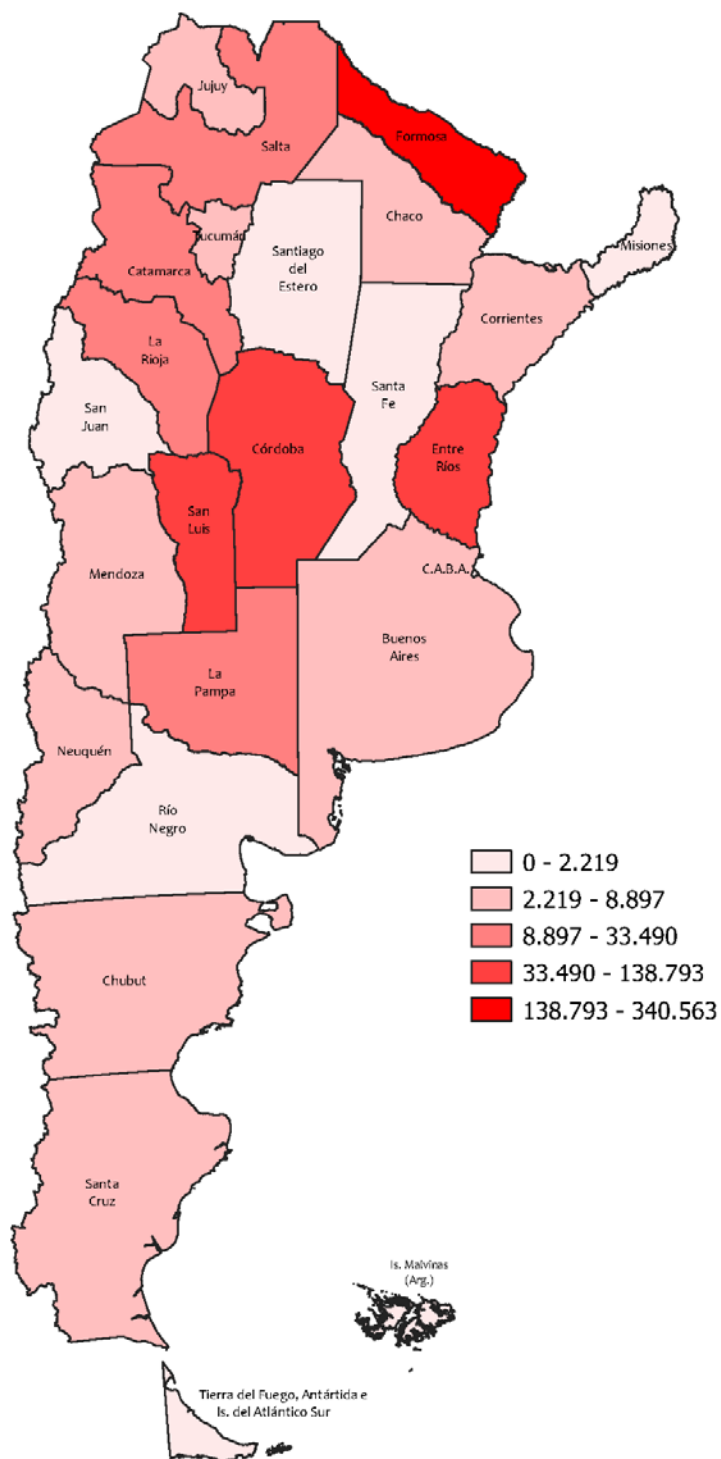 Jujuy
Salta
Formosa
Chaco
Tucumán
Misiones
Santiago
del
Estero
Catamarca
Corrientes
La
Rioja
Santa
Fe
San
Juan
Córdoba
Entre
Ríos
San
Luis
Mendoza
C.A.B.A.
Buenos
Aires
La
Pampa
Neuquén
Río
Negro
0 - 2.219
2.219 - 8.897
8.897 - 33.490
33.490 - 138.793
138.793 - 340.563
Chubut
Santa
Cruz
Is. Malvinas
(Arg.)
Tierra del Fuego, Antártida e
Is. del Atlántico Sur